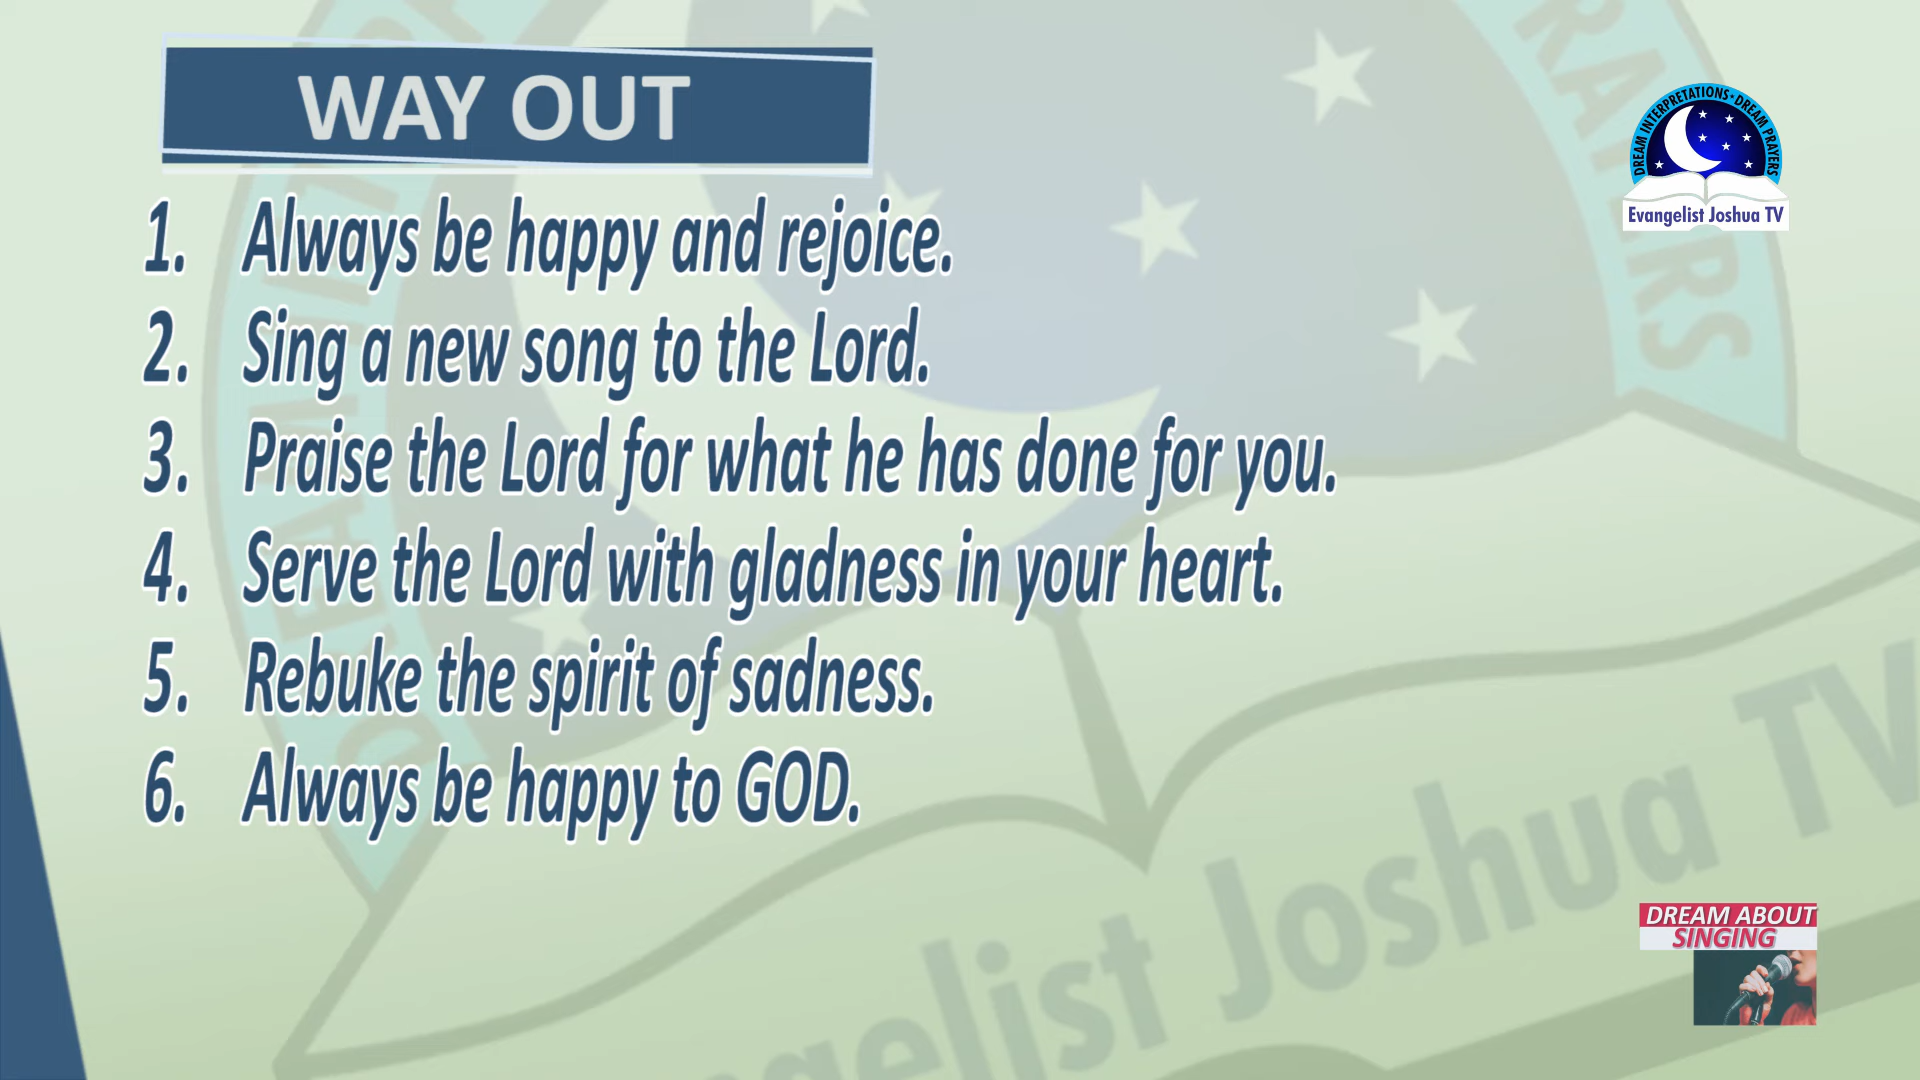 WAY OUT
1. Always be happy and rejoice.
2. Sing a new song to the Lord.
3. Praise the Lord for what he has done for you.
4. Serve the Lord with gladness in your heart.
5. Rebuke the spirit of sadness.
6. Always be happy to GOD.
DREAM INTERPRETATIONS • DREAM PRAYERS
Evangelist Joshua TV
DREAM ABOUT
SINGING